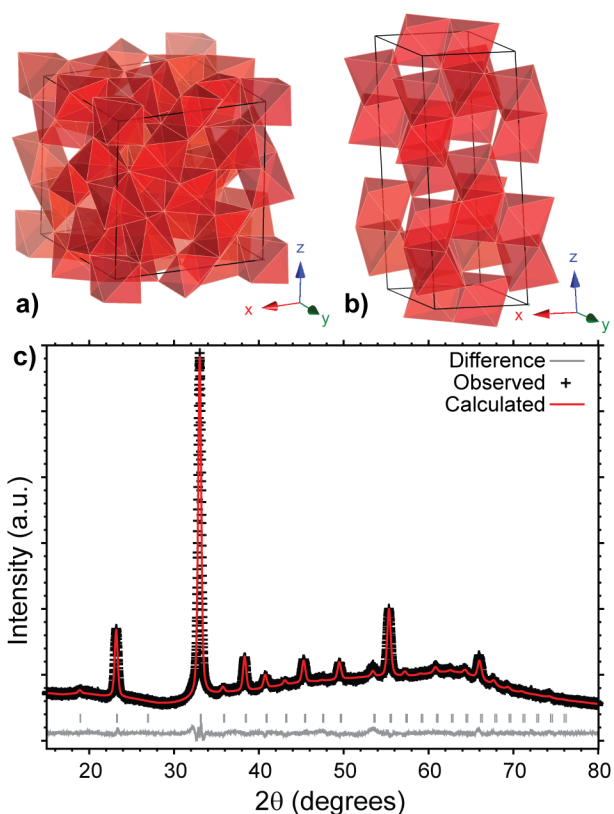 z
x
y
a)
z
x
y
b)
c)
Difference
Observed +
Calculated
Intensity (a.u.)
20 30 40 50 60 70 80
2θ (degrees)